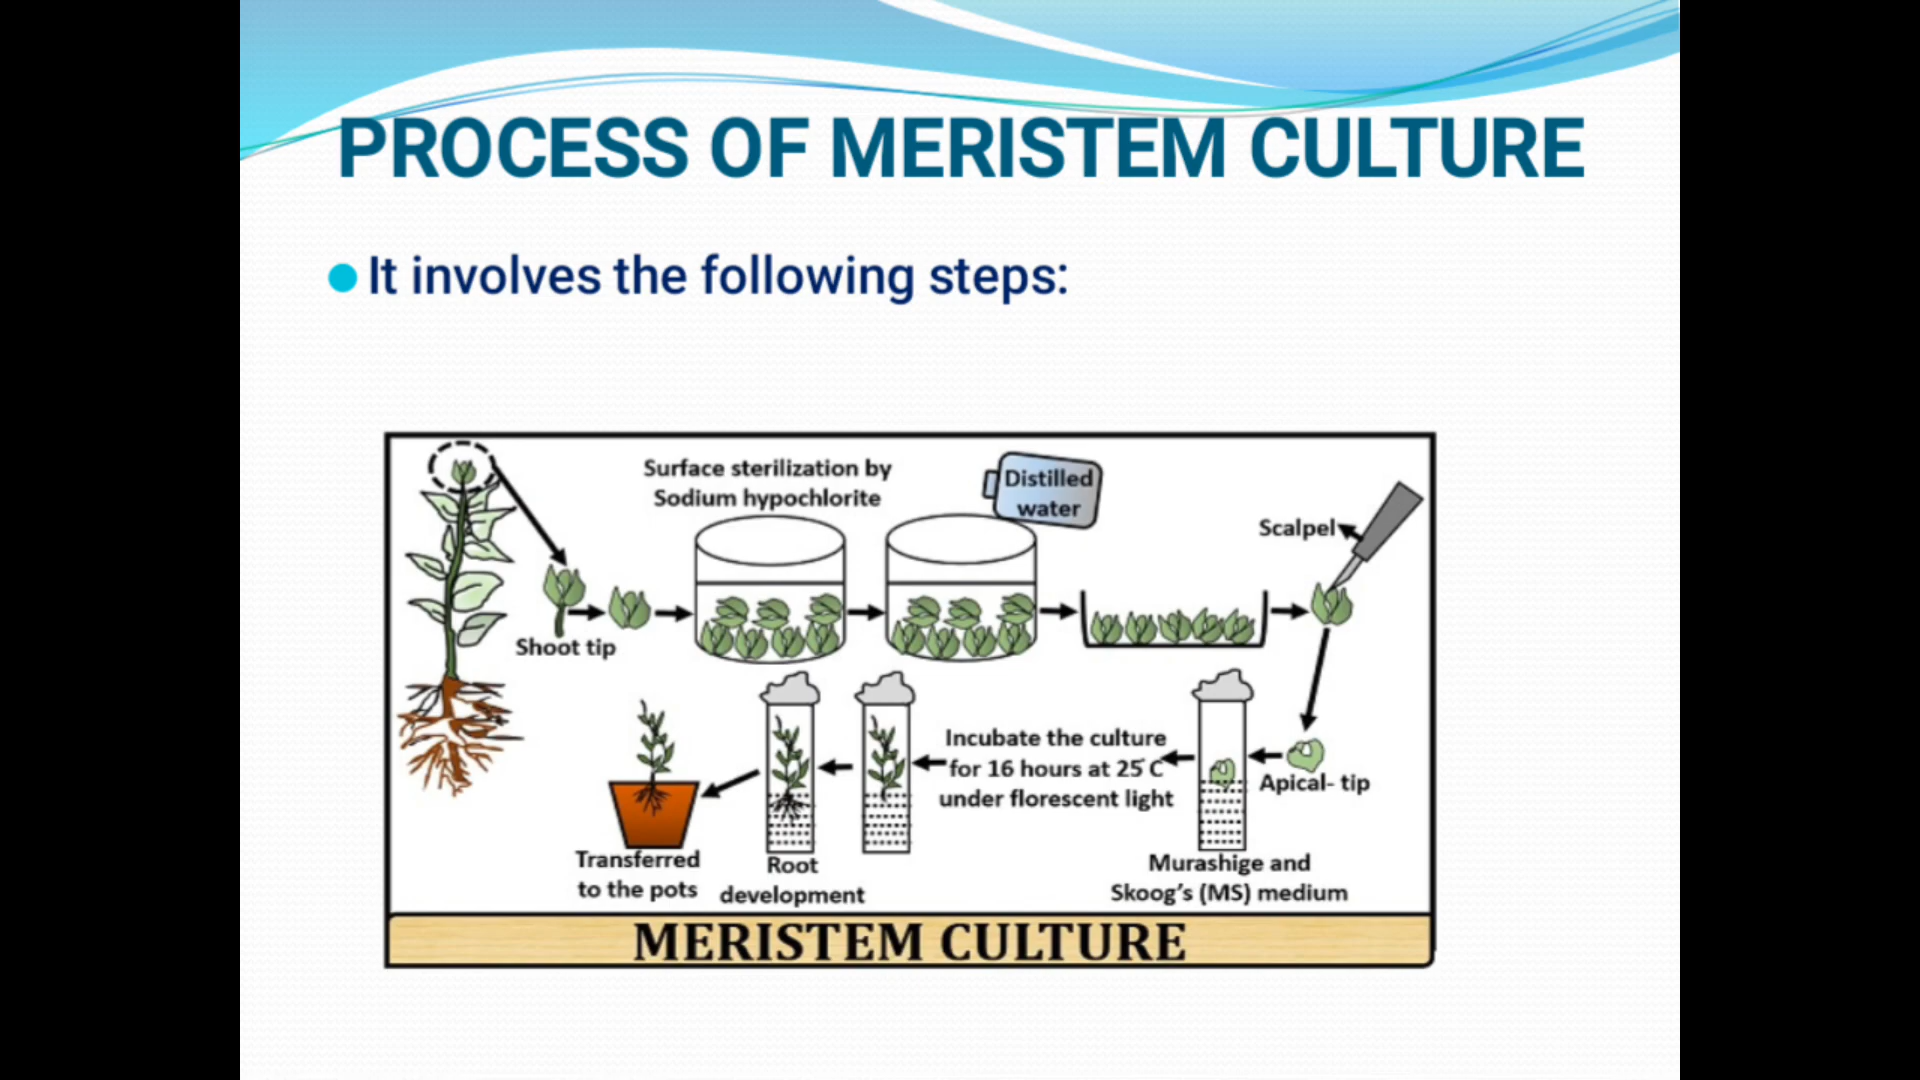 PROCESS OF MERISTEM CULTURE
It involves the following steps:
Surface sterilization by
Sodium hypochlorite
Distilled
water
Scalpel
Shoot tip
Incubate the culture
for 16 hours at 25°C
under florescent light
Apical- tip
Transferred
to the pots
Root
development
Murashige and
Skoog's (MS) medium
MERISTEM CULTURE